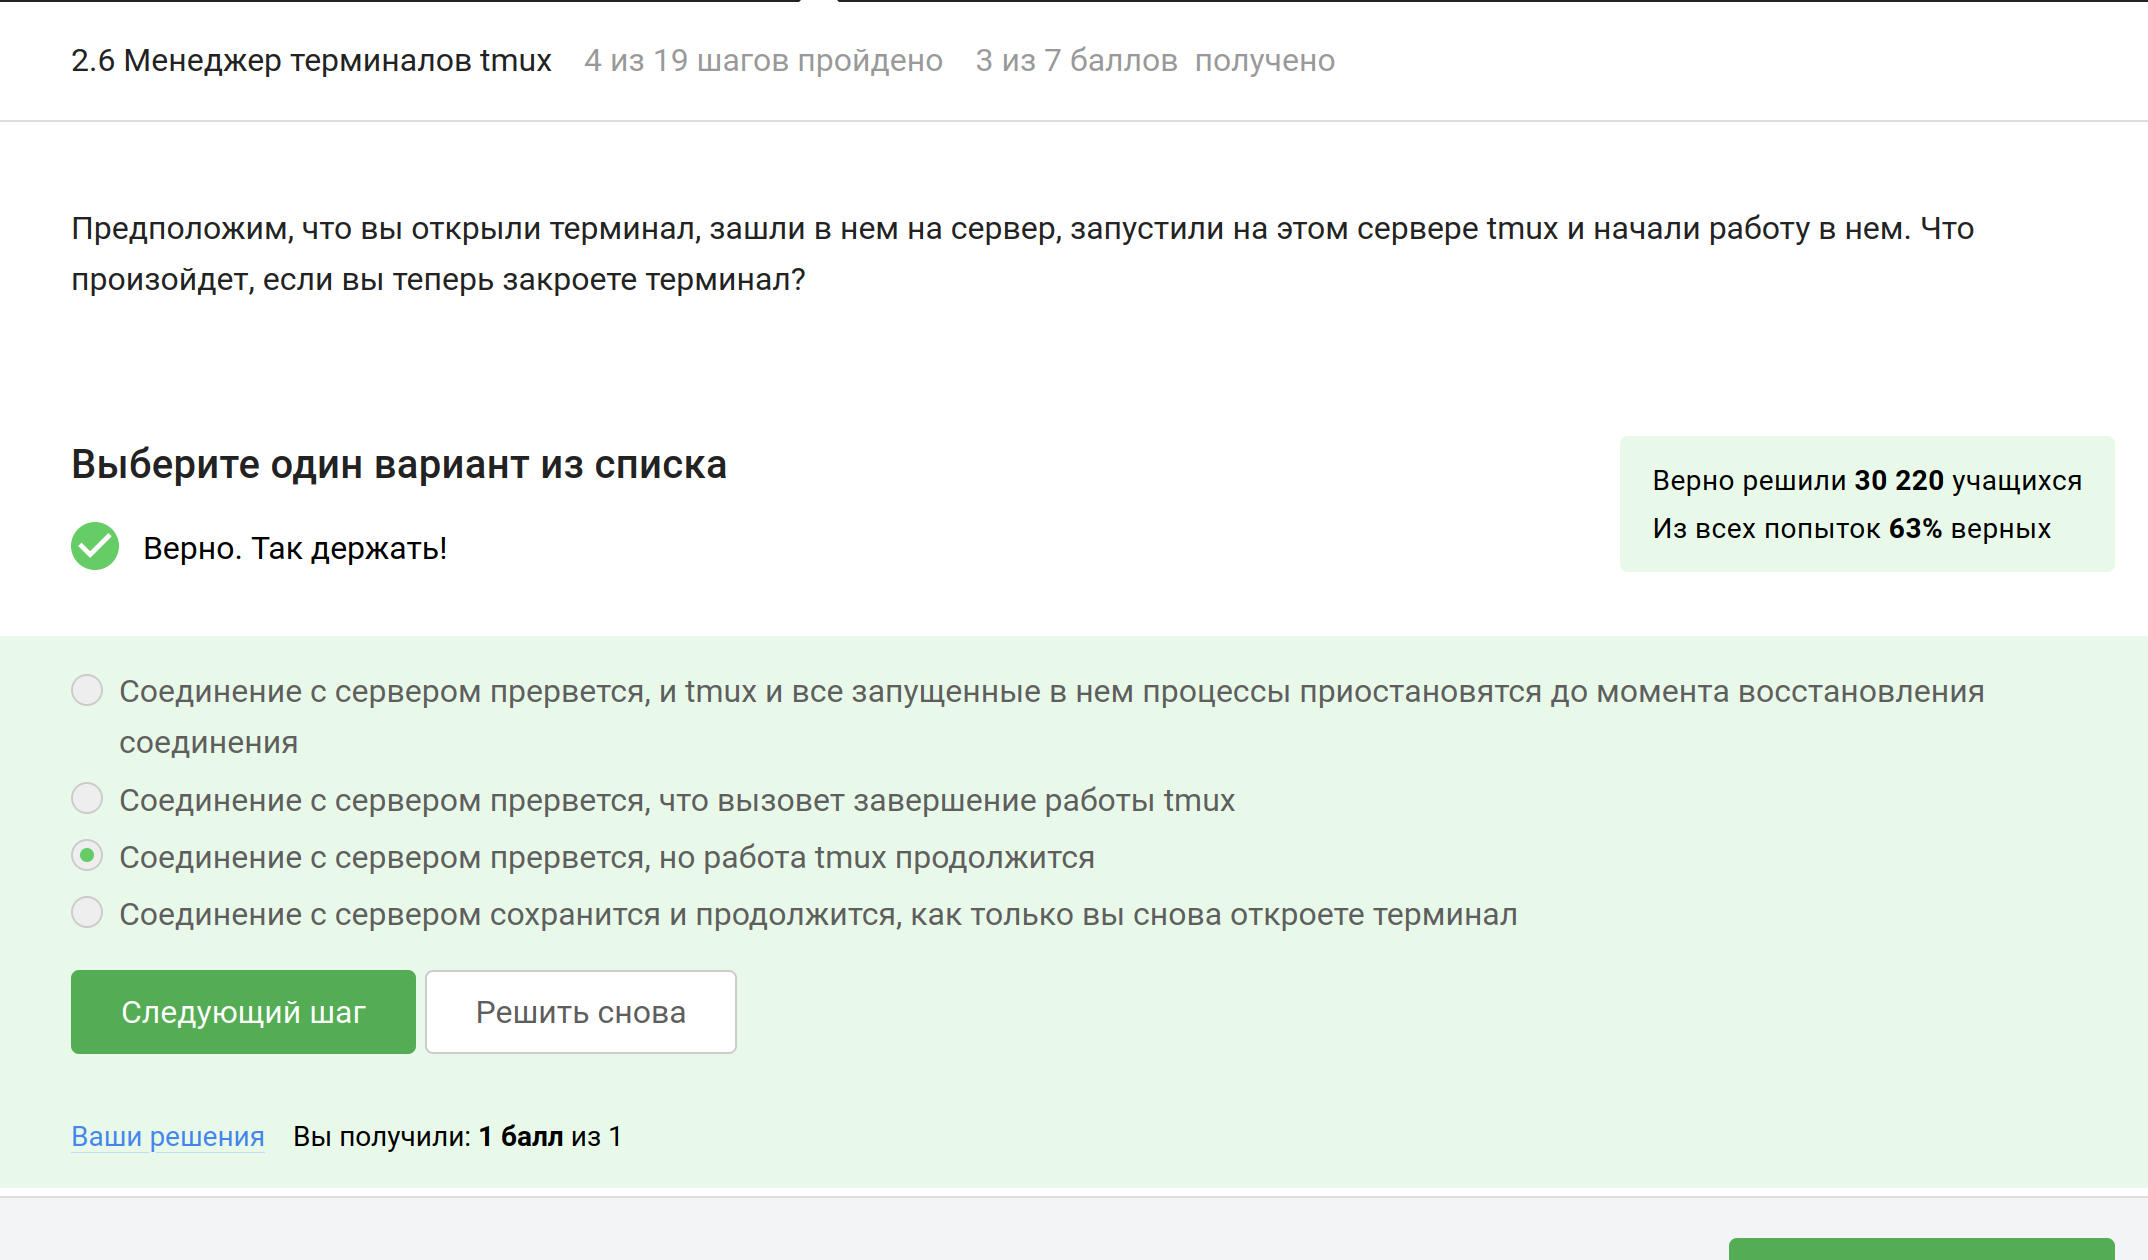 2.6 Менеджер терминалов tmux 4 из 19 шагов пройдено 3 из 7 баллов получено
Предположим, что вы открыли терминал, зашли в нем на сервер, запустили на этом сервере tmux и начали работу в нем. Что
произойдет, если вы теперь закроете терминал?
Выберите один вариант из списка
Верно. Так держать!
Верно решили 30 220 учащихся
Из всех попыток 63% верных
Соединение с сервером прервется, и tmux и все запущенные в нем процессы приостановятся до момента восстановления
соединения
Соединение с сервером прервется, что вызовет завершение работы tmux
Соединение с сервером прервется, но работа tmux продолжится
Соединение с сервером сохранится и продолжится, как только вы снова откроете терминал
Следующий шаг Решить снова
Ваши решения Вы получили: 1 балл из 1